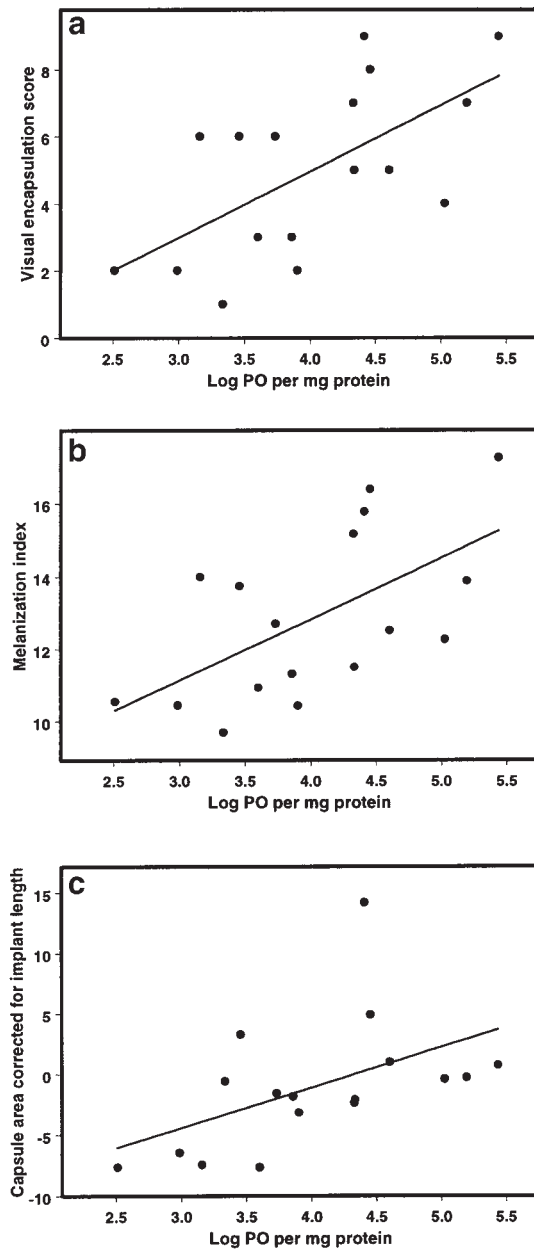 a
8
6
4
2
0
Visual encapsulation score
2.5 3.0 3.5 4.0 4.5 5.0 5.5
Log PO per mg protein
b
16
14
12
10
Melanization index
2.5 3.0 3.5 4.0 4.5 5.0 5.5
Log PO per mg protein
c
15
10
5
0
-5
-10
Capsule area corrected for implant length
2.5 3.0 3.5 4.0 4.5 5.0 5.5
Log PO per mg protein